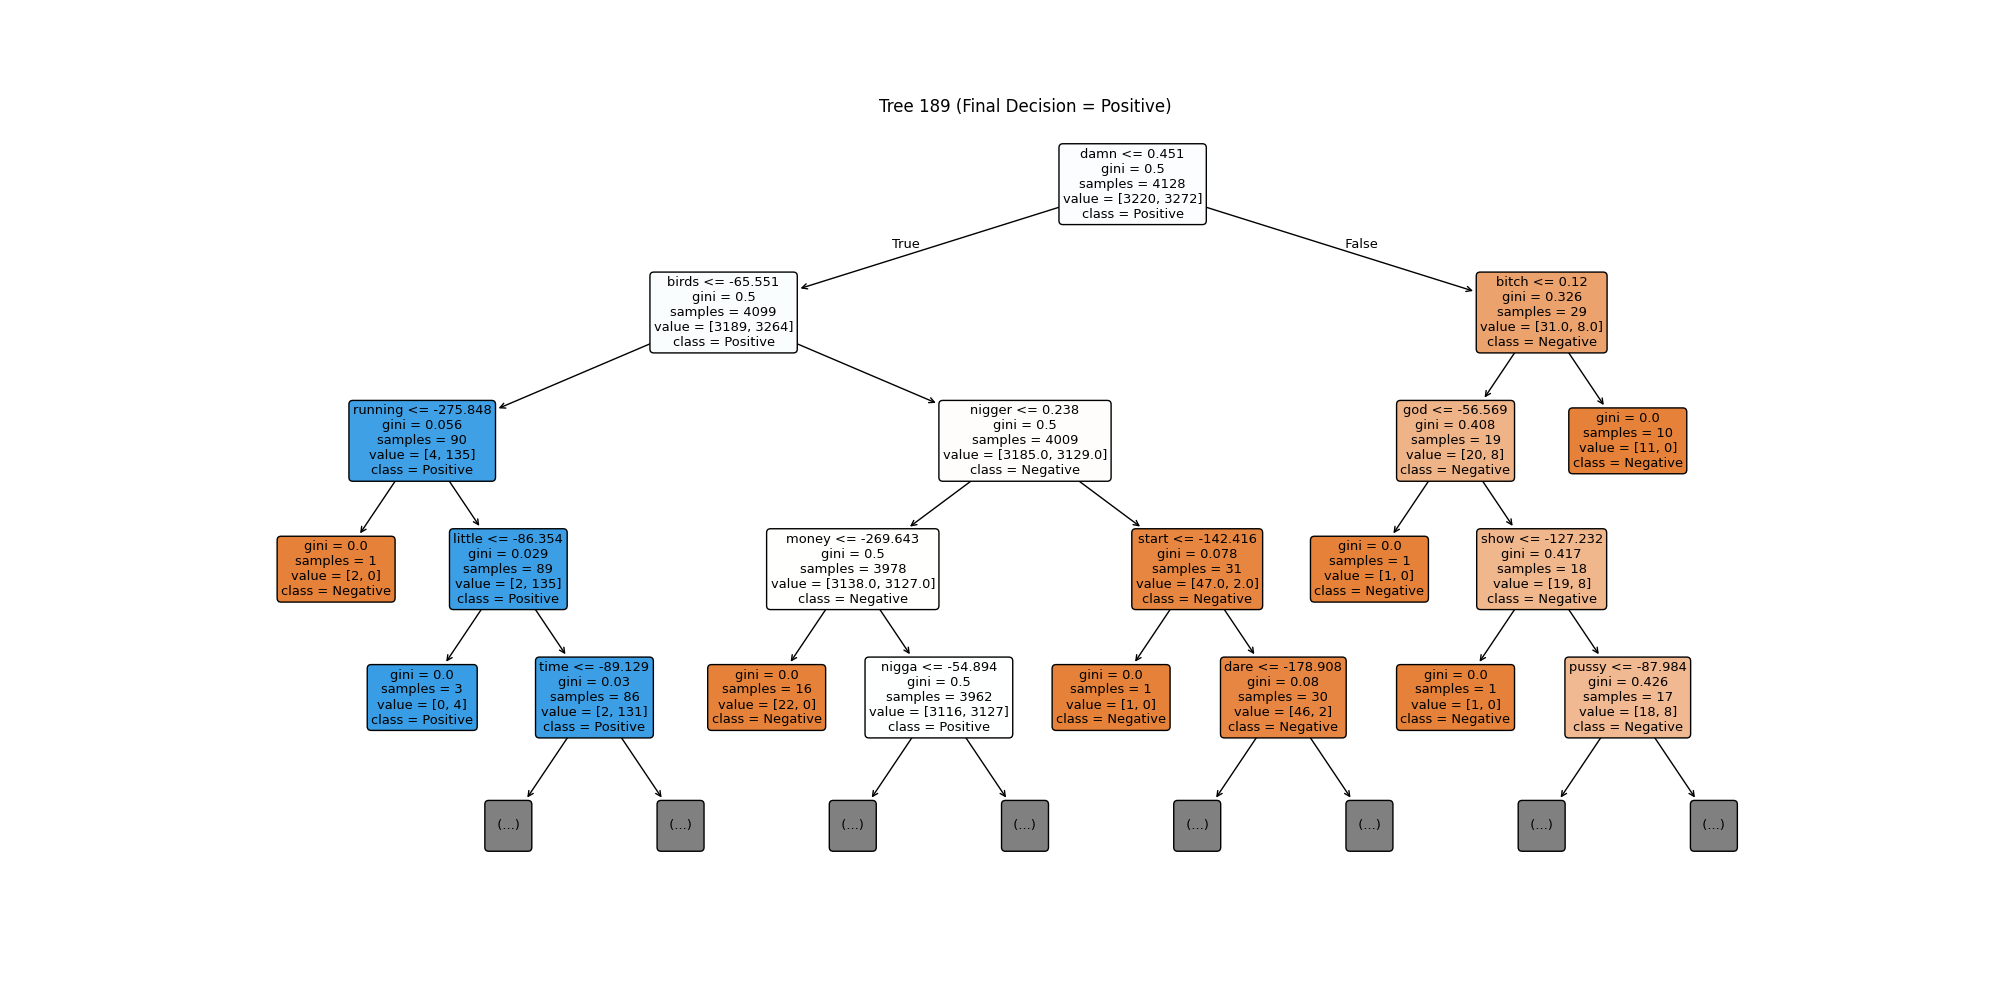 Tree 189 (Final Decision = Positive)
damn <= 0.451
gini = 0.5
samples = 4128
value = [3220, 3272]
class = Positive
True
False
birds <= -65.551
gini = 0.5
samples = 4099
value = [3189, 3264]
class = Positive
bitch <= 0.12
gini = 0.326
samples = 29
value = [31.0, 8.0]
class = Negative
running <= -275.848
gini = 0.056
samples = 90
value = [4, 135]
class = Positive
nigger <= 0.238
gini = 0.5
samples = 4009
value = [3185.0, 3129.0]
class = Negative
god <= -56.569
gini = 0.408
samples = 19
value = [20, 8]
class = Negative
gini = 0.0
samples = 10
value = [11, 0]
class = Negative
gini = 0.0
samples = 1
value = [2, 0]
class = Negative
little <= -86.354
gini = 0.029
samples = 89
value = [2, 135]
class = Positive
money <= -269.643
gini = 0.5
samples = 3978
value = [3138.0, 3127.0]
class = Negative
start <= -142.416
gini = 0.078
samples = 31
value = [47.0, 2.0]
class = Negative
gini = 0.0
samples = 1
value = [1, 0]
class = Negative
show <= -127.232
gini = 0.417
samples = 18
value = [19, 8]
class = Negative
gini = 0.0
samples = 3
value = [0, 4]
class = Positive
time <= -89.129
gini = 0.03
samples = 86
value = [2, 131]
class = Positive
gini = 0.0
samples = 16
value = [22, 0]
class = Negative
nigga <= -54.894
gini = 0.5
samples = 3962
value = [3116, 3127]
class = Positive
gini = 0.0
samples = 1
value = [1, 0]
class = Negative
dare <= -178.908
gini = 0.08
samples = 30
value = [46, 2]
class = Negative
gini = 0.0
samples = 1
value = [1, 0]
class = Negative
pussy <= -87.984
gini = 0.426
samples = 17
value = [18, 8]
class = Negative
(...)
(...)
(...)
(...)
(...)
(...)
(...)
(...)